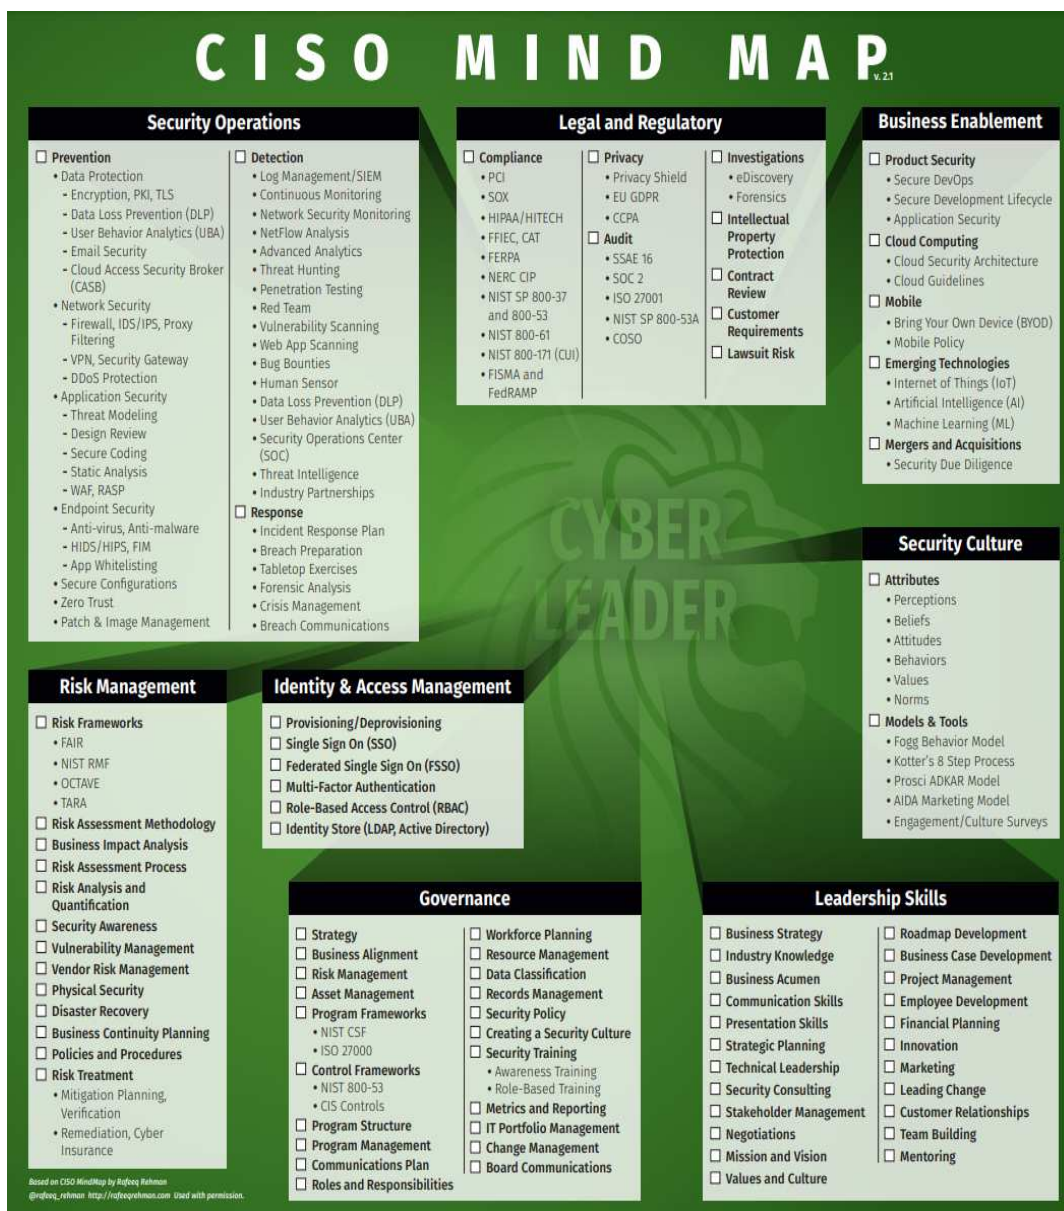 CISO MIND MAP
v. 2.1
Security Operations
☐ Prevention
• Data Protection
- Encryption, PKI, TLS
- Data Loss Prevention (DLP)
- User Behavior Analytics (UBA)
- Email Security
- Cloud Access Security Broker
(CASB)
• Network Security
- Firewall, IDS/IPS, Proxy
Filtering
- VPN, Security Gateway
- DDoS Protection
• Application Security
- Threat Modeling
- Design Review
- Secure Coding
- Static Analysis
- WAF, RASP
• Endpoint Security
- Anti-virus, Anti-malware
- HIDS/HIPS, FIM
- App Whitelisting
• Secure Configurations
• Zero Trust
• Patch & Image Management
☐ Detection
• Log Management/SIEM
• Continuous Monitoring
• Network Security Monitoring
• NetFlow Analysis
• Advanced Analytics
• Threat Hunting
• Penetration Testing
• Red Team
• Vulnerability Scanning
• Web App Scanning
• Bug Bounties
• Human Sensor
• Data Loss Prevention (DLP)
• User Behavior Analytics (UBA)
• Security Operations Center
(SOC)
• Threat Intelligence
• Industry Partnerships
☐ Response
• Incident Response Plan
• Breach Preparation
• Tabletop Exercises
• Forensic Analysis
• Crisis Management
• Breach Communications
Legal and Regulatory
☐ Compliance
• PCI
• SOX
• HIPAA/HITECH
• FFIEC, CAT
• FERPA
• NERC CIP
• NIST SP 800-37
and 800-53
• NIST 800-61
• NIST 800-171 (CUI)
• FISMA and
FedRAMP
☐ Privacy
• Privacy Shield
• EU GDPR
• CCPA
☐ Audit
• SSAE 16
• SOC 2
• ISO 27001
• NIST SP 800-53A
• COSO
☐ Investigations
• eDiscovery
• Forensics
☐ Intellectual
Property
Protection
☐ Contract
Review
☐ Customer
Requirements
☐ Lawsuit Risk
Business Enablement
☐ Product Security
• Secure DevOps
• Secure Development Lifecycle
• Application Security
☐ Cloud Computing
• Cloud Security Architecture
• Cloud Guidelines
☐ Mobile
• Bring Your Own Device (BYOD)
• Mobile Policy
☐ Emerging Technologies
• Internet of Things (IoT)
• Artificial Intelligence (AI)
• Machine Learning (ML)
☐ Mergers and Acquisitions
• Security Due Diligence
CYBER
LEADER
Security Culture
☐ Attributes
• Perceptions
• Beliefs
• Attitudes
• Behaviors
• Values
• Norms
☐ Models & Tools
• Fogg Behavior Model
• Kotter's 8 Step Process
• Prosci ADKAR Model
• AIDA Marketing Model
• Engagement/Culture Surveys
Risk Management
☐ Risk Frameworks
• FAIR
• NIST RMF
• OCTAVE
• TARA
☐ Risk Assessment Methodology
☐ Business Impact Analysis
☐ Risk Assessment Process
☐ Risk Analysis and
Quantification
☐ Security Awareness
☐ Vulnerability Management
☐ Vendor Risk Management
☐ Physical Security
☐ Disaster Recovery
☐ Business Continuity Planning
☐ Policies and Procedures
☐ Risk Treatment
• Mitigation Planning,
Verification
• Remediation, Cyber
Insurance
Identity & Access Management
☐ Provisioning/Deprovisioning
☐ Single Sign On (SSO)
☐ Federated Single Sign On (FSSO)
☐ Multi-Factor Authentication
☐ Role-Based Access Control (RBAC)
☐ Identity Store (LDAP, Active Directory)
Governance
☐ Strategy
☐ Business Alignment
☐ Risk Management
☐ Asset Management
☐ Program Frameworks
• NIST CSF
• ISO 27000
☐ Control Frameworks
• NIST 800-53
• CIS Controls
☐ Program Structure
☐ Program Management
☐ Communications Plan
☐ Roles and Responsibilities
☐ Workforce Planning
☐ Resource Management
☐ Data Classification
☐ Records Management
☐ Security Policy
☐ Creating a Security Culture
☐ Security Training
• Awareness Training
• Role-Based Training
☐ Metrics and Reporting
☐ IT Portfolio Management
☐ Change Management
☐ Board Communications
Leadership Skills
☐ Business Strategy
☐ Industry Knowledge
☐ Business Acumen
☐ Communication Skills
☐ Presentation Skills
☐ Strategic Planning
☐ Technical Leadership
☐ Security Consulting
☐ Stakeholder Management
☐ Negotiations
☐ Mission and Vision
☐ Values and Culture
☐ Roadmap Development
☐ Business Case Development
☐ Project Management
☐ Employee Development
☐ Financial Planning
☐ Innovation
☐ Marketing
☐ Leading Change
☐ Customer Relationships
☐ Team Building
☐ Mentoring
Based on CISO MindMap by Rafeeq Rehman
@rafeeq_rehman http://rafeeqrehman.com Used with permission.